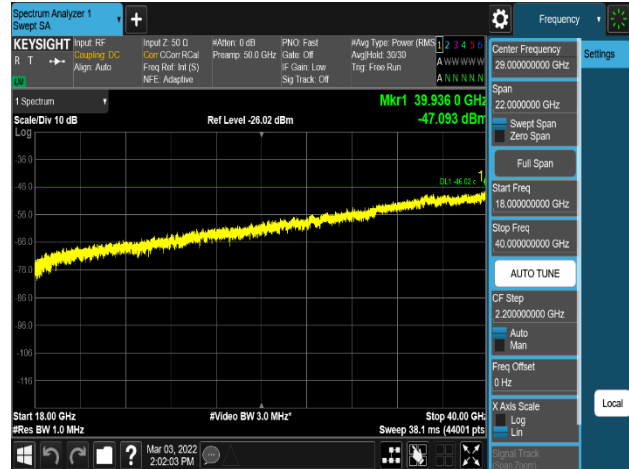 Spectrum Analyzer 1
Swept SA
Frequency
KEYSIGHT
R T
LXI
Input: RF
Coupling: DC
Align: Auto
Input Z: 50 Ω
Corr CCorr RCal
Freq Ref: Int (S)
NFE: Adaptive
#Atten: 0 dB
Preamp: 50.0 GHz
PNO: Fast
Gate: Off
IF Gain: Low
Sig Track: Off
#Avg Type: Power (RMS
Avg|Hold: 30/30
Trig: Free Run
1 2 3 4 5 6
A W W W W W
A N N N N N
1 Spectrum
Scale/Div 10 dB
Log
Ref Level -26.02 dBm
Mkr1 39.936 0 GHz
-47.093 dBm
-36.0
-46.0
-56.0
-66.0
-76.0
-86.0
-96.0
-106
-116
DL1 -46.02
1
Start 18.00 GHz
#Res BW 1.0 MHz
#Video BW 3.0 MHz*
Stop 40.00 GHz
Sweep 38.1 ms (44001 pts
Mar 03, 2022
2:02:03 PM
Center Frequency
29.000000000 GHz
Span
22.0000000 GHz
Swept Span
Zero Span
Full Span
Start Freq
18.000000000 GHz
Stop Freq
40.000000000 GHz
AUTO TUNE
CF Step
2.200000000 GHz
Auto
Man
Freq Offset
0 Hz
X Axis Scale
Log
Lin
Signal Track
(Span Zoom)
Settings
Local